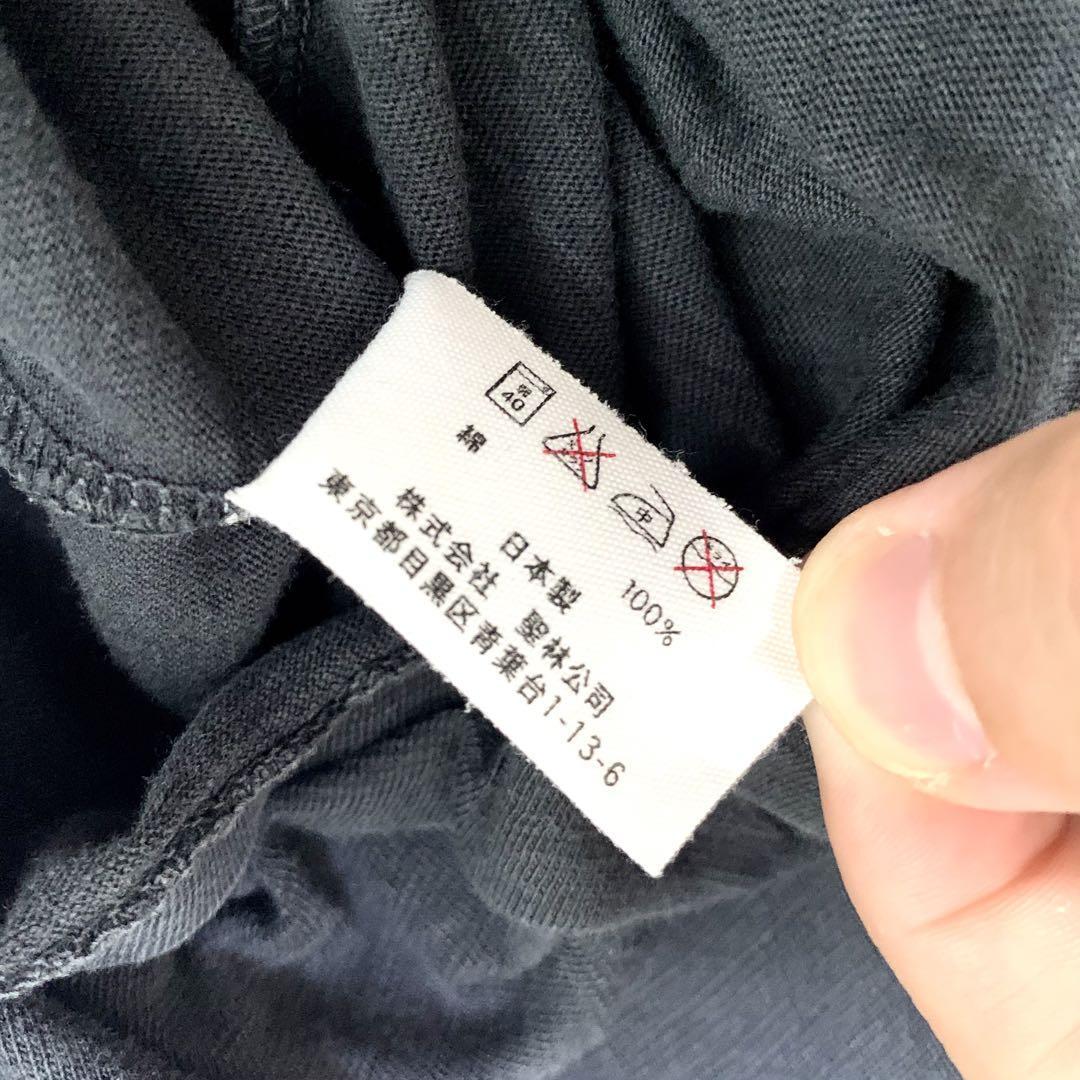 弱
40
中
綿 100%
日本製
株式会社 聖林公司
東京都目黒区青葉台1-13-6